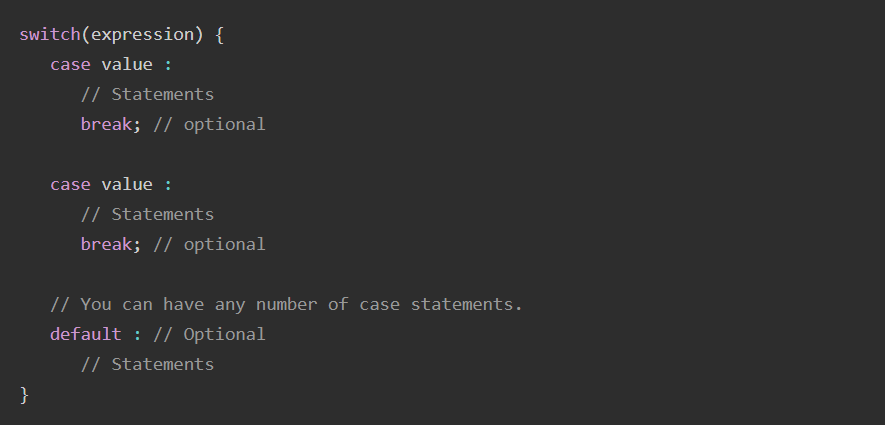 switch(expression) {
case value :
// Statements
break; // optional
case value :
// Statements
break; // optional
// You can have any number of case statements.
default : // Optional
// Statements
}